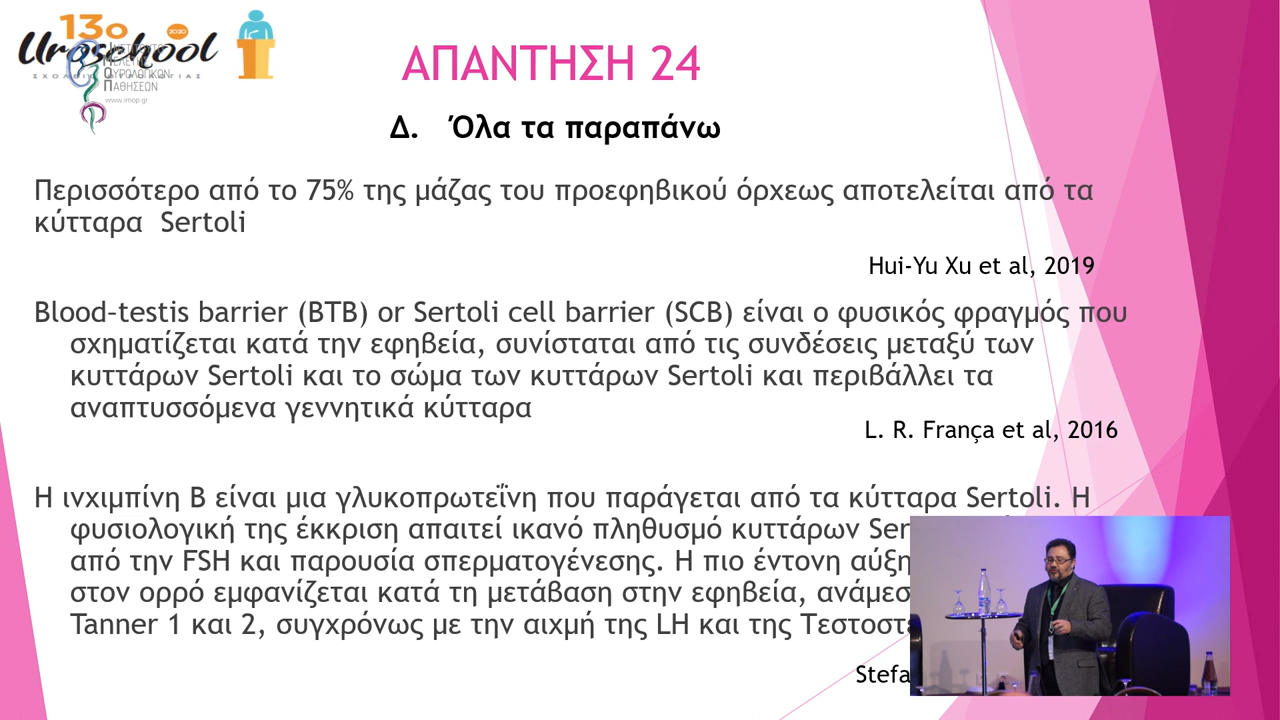 13ο
2020
Uroschool
ΣΧΟΛΕΙΟ ΟΥΡΟΛΟΓΙΑΣ
ΙΝΣΤΙΤΟΥΤΟ
ΜΕΛΕΤΗΣ
ΟΥΡΟΛΟΓΙΚΩΝ
ΠΑΘΗΣΕΩΝ
www.imop.gr
ΑΠΑΝΤΗΣΗ 24
Δ. Όλα τα παραπάνω
Περισσότερο από το 75% της μάζας του προεφηβικού όρχεως αποτελείται από τα
κύτταρα Sertoli
Hui-Yu Xu et al, 2019
Blood–testis barrier (BTB) or Sertoli cell barrier (SCB) είναι ο φυσικός φραγμός που
σχηματίζεται κατά την εφηβεία, συνίσταται από τις συνδέσεις μεταξύ των
κυττάρων Sertoli και το σώμα των κυττάρων Sertoli και περιβάλλει τα
αναπτυσσόμενα γεννητικά κύτταρα
L. R. França et al, 2016
Η ινχιμπίνη Β είναι μια γλυκοπρωτεΐνη που παράγεται από τα κύτταρα Sertoli. Η
φυσιολογική της έκκριση απαιτεί ικανό πληθυσμό κυττάρων Ser
από την FSH και παρουσία σπερματογένεσης. Η πιο έντονη αύξη
στον ορρό εμφανίζεται κατά τη μετάβαση στην εφηβεία, ανάμεσ
Tanner 1 και 2, συγχρόνως με την αιχμή της LH και της Τεστοστ
Stefa